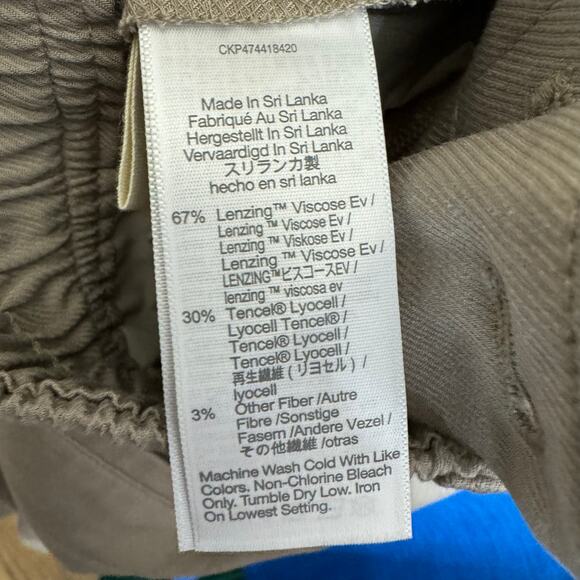 CKP474418420
Made In Sri Lanka
Fabriqué Au Sri Lanka
Hergestellt In Sri Lanka
Vervaardigd In Sri Lanka
スリランカ製
hecho en sri lanka
67% Lenzing™ Viscose Ev /
Lenzing ™ Viscose Ev /
Lenzing ™ Viskose Ev /
Lenzing ™ Viscose Ev /
LENZING™ビスコースEV /
lenzing ™ viscosa ev
30% Tencel® Lyocell /
Lyocell Tencel® /
Tencel® Lyocell /
Tencel® Lyocell /
再生繊維 ( リヨセル ) /
lyocell
3% Other Fiber /Autre
Fibre /Sonstige
Fasern /Andere Vezel /
その他繊維 /otras
Machine Wash Cold With Like
Colors. Non-Chlorine Bleach
Only. Tumble Dry Low. Iron
On Lowest Setting.